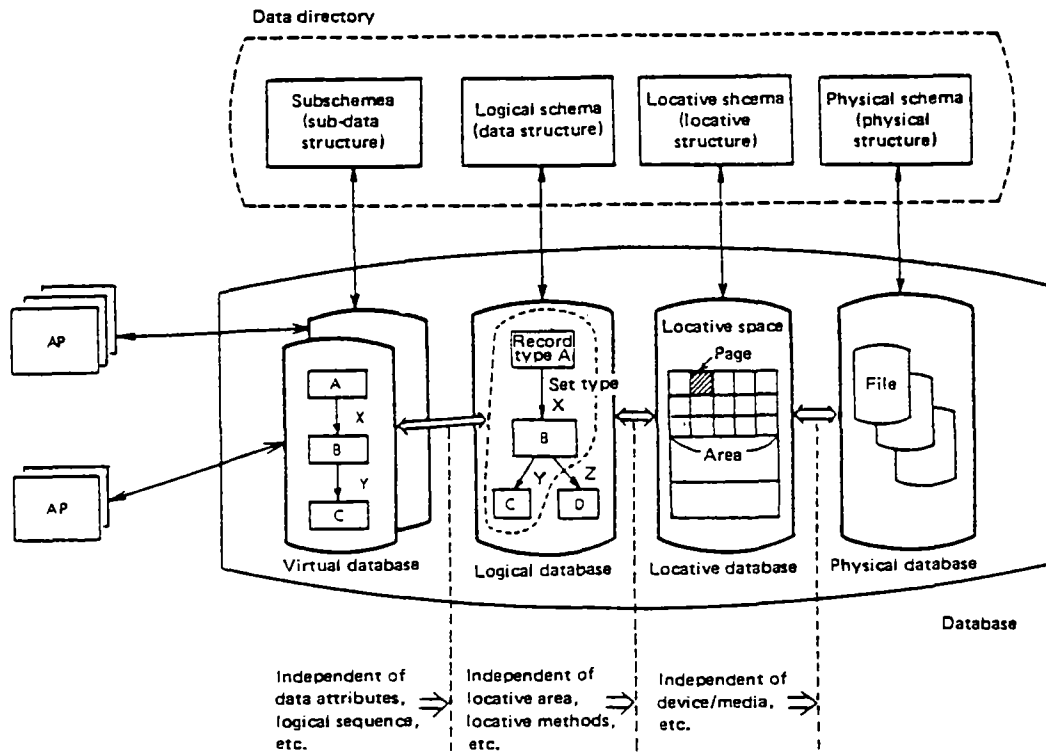 Data directory
Subschemea
(sub-data
structure)
Logical schema
(data structure)
Locative shcema
(locative
structure)
Physical schema
(physical
structure)
AP
AP
A
X
B
Y
C
Virtual database
Record
type A
Set type
X
B
Y
Z
C
D
Logical database
Locative space
Page
Area
Locative database
File
Physical database
Database
Independent of
data attributes,
logical sequence,
etc.
Independent of
locative area,
locative methods,
etc.
Independent of
device/media,
etc.